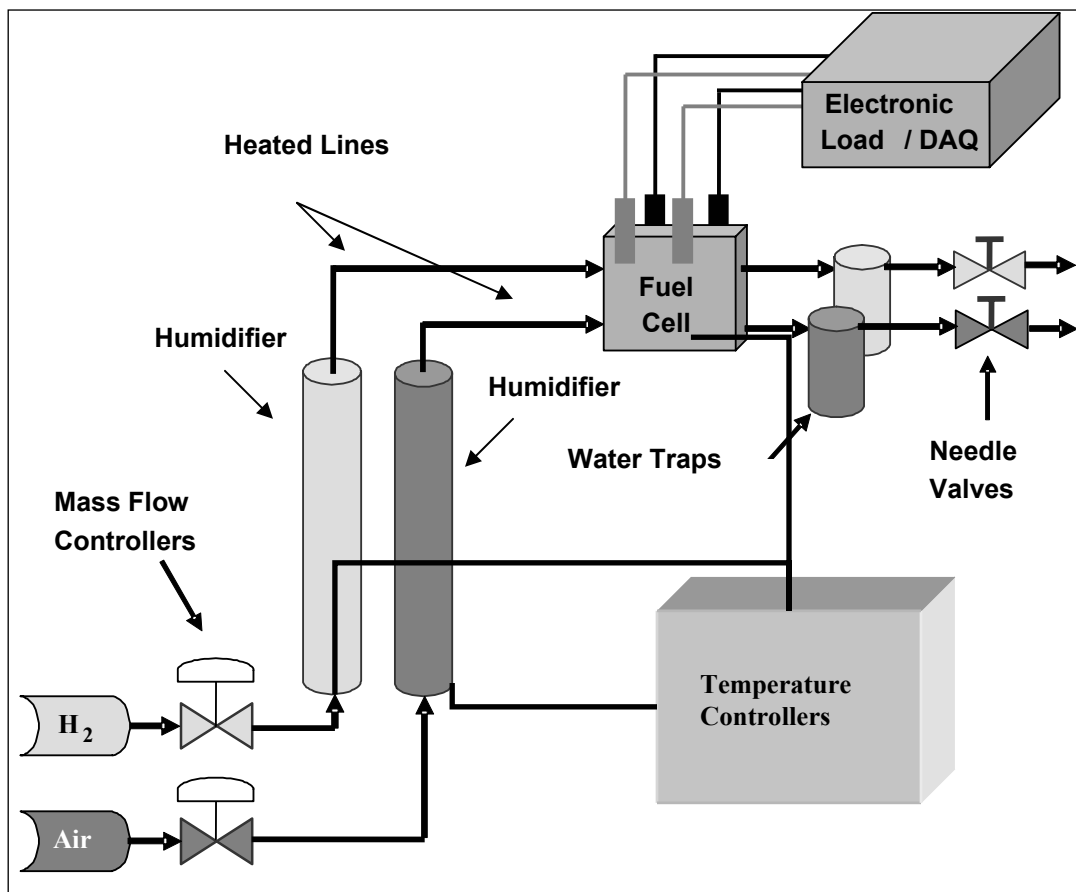 Electronic
Load / DAQ
Heated Lines
Fuel
Cell
Humidifier
Humidifier
Water Traps
Needle
Valves
Mass Flow
Controllers
Temperature
Controllers
H2
Air